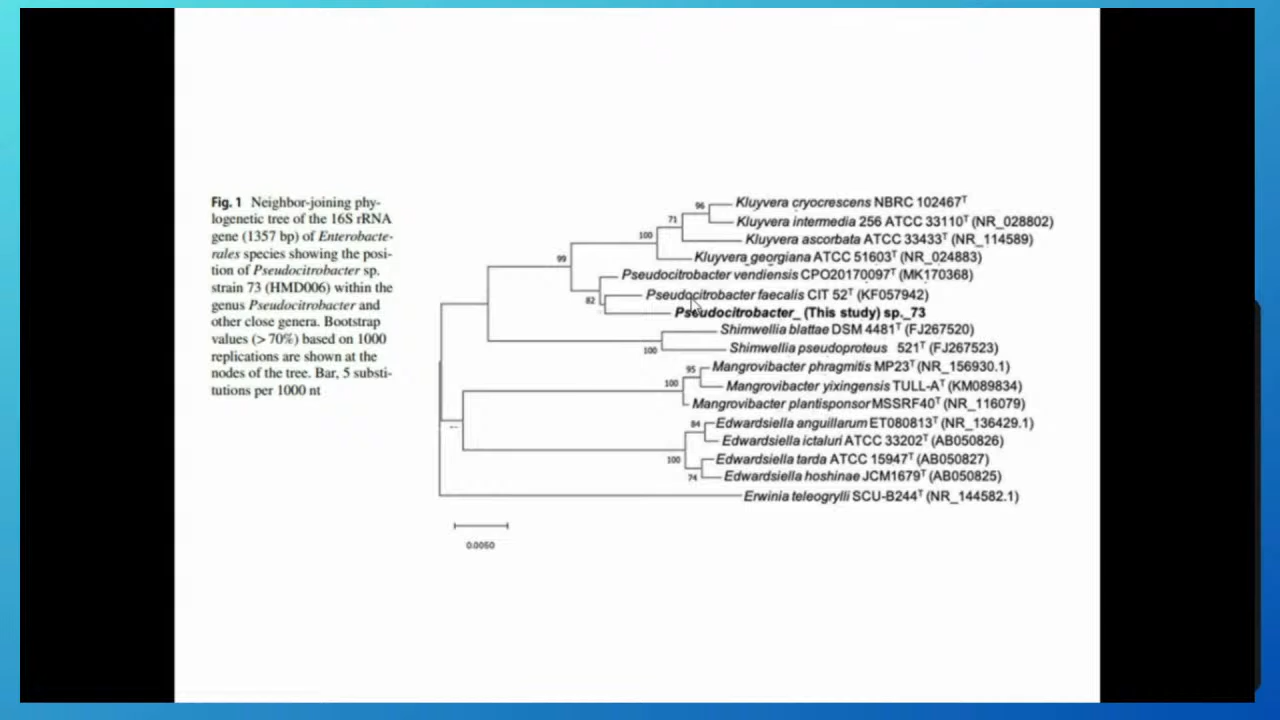 Fig. 1 Neighbor-joining phy-
logenetic tree of the 16S rRNA
gene (1357 bp) of Enterobacte-
rales species showing the posi-
tion of Pseudocitrobacter sp.
strain 73 (HMD006) within the
genus Pseudocitrobacter and
other close genera. Bootstrap
values (> 70%) based on 1000
replications are shown at the
nodes of the tree. Bar, 5 substi-
tutions per 1000 nt
96 Kluyvera cryocrescens NBRC 102467T
71 Kluyvera intermedia 256 ATCC 33110T (NR_028802)
100 Kluyvera ascorbata ATCC 33433T (NR_114589)
99 Kluyvera georgiana ATCC 51603T (NR_024883)
Pseudocitrobacter vendiensis CPO20170097T (MK170368)
82 Pseudocitrobacter faecalis CIT 52T (KF057942)
Pseudocitrobacter_ (This study) sp._73
Shimwellia blattae DSM 4481T (FJ267520)
100 Shimwellia pseudoproteus 521T (FJ267523)
95 Mangrovibacter phragmitis MP23T (NR_156930.1)
100 Mangrovibacter yixingensis TULL-AT (KM089834)
Mangrovibacter plantisponsor MSSRF40T (NR_116079)
84 Edwardsiella anguillarum ET080813T (NR_136429.1)
Edwardsiella ictaluri ATCC 33202T (AB050826)
100 Edwardsiella tarda ATCC 15947T (AB050827)
74 Edwardsiella hoshinae JCM1679T (AB050825)
Erwinia teleogrylli SCU-B244T (NR_144582.1)
0.0050